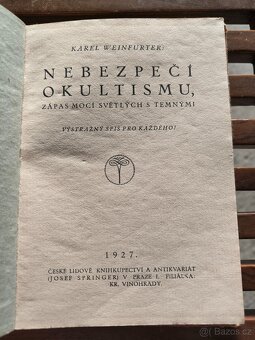 KAREL WEINFURTER:
NEBEZPEČÍ
OKULTISMU,
ZÁPAS MOCÍ SVĚTLÝCH S TEMNÝMI
VÝSTRAŽNÝ SPIS PRO KAŽDÉHO!
1927.
ČESKÉ LIDOVÉ KNIHKUPECTVÍ A ANTIKVARIÁT
(JOSEF SPRINGER) V PRAZE I. FILIÁLKA:
KR. VINOHRADY.
Bazos.cz